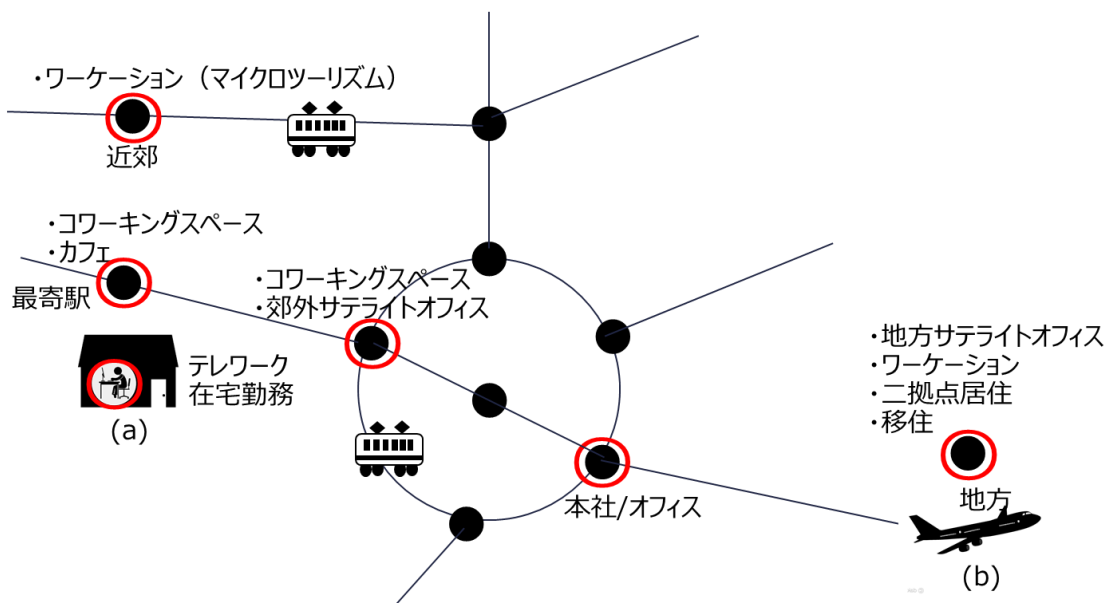 ・ワーケーション（マイクロツーリズム）
近郊
・コワーキングスペース
・カフェ
最寄駅
・コワーキングスペース
・郊外サテライトオフィス
テレワーク
在宅勤務
(a)
本社/オフィス
・地方サテライトオフィス
・ワーケーション
・二拠点居住
・移住
地方
(b)